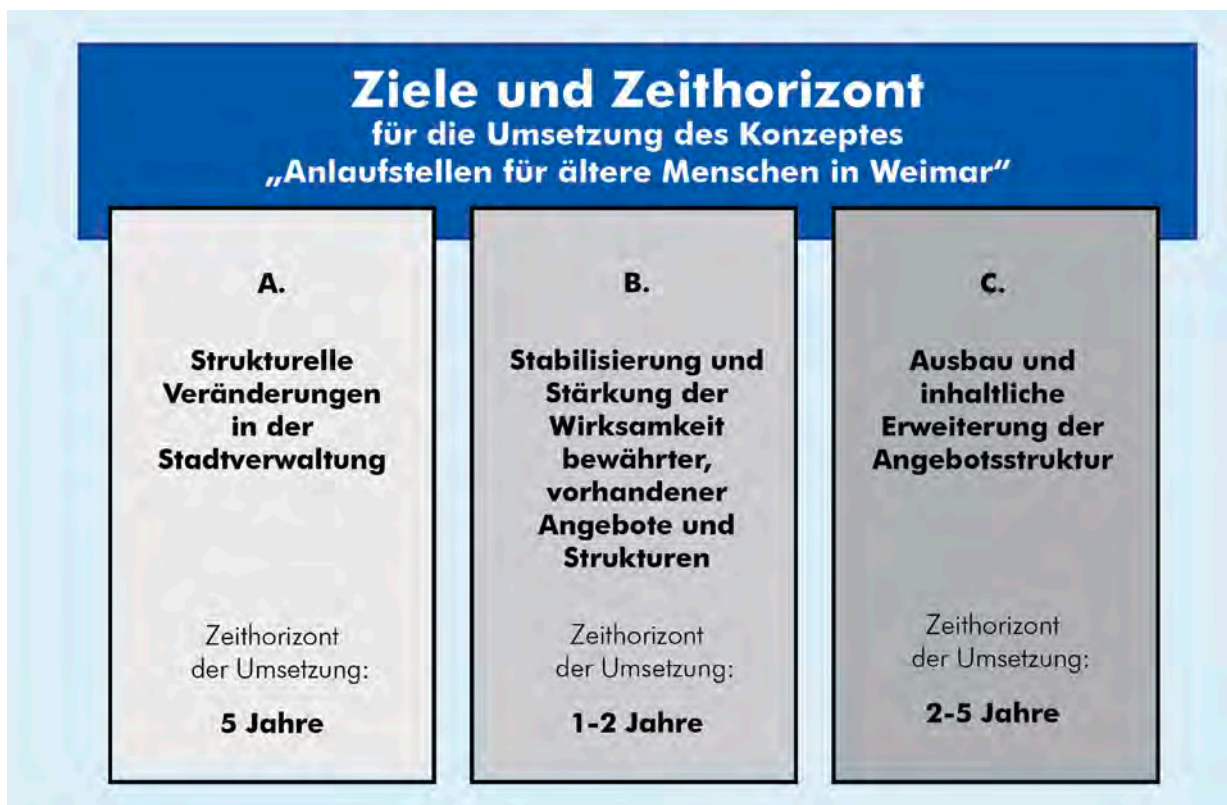 Ziele und Zeithorizont
für die Umsetzung des Konzeptes
„Anlaufstellen für ältere Menschen in Weimar“
A.
Strukturelle
Veränderungen
in der
Stadtverwaltung
Zeithorizont
der Umsetzung:
5 Jahre
B.
Stabilisierung und
Stärkung der
Wirksamkeit
bewährter,
vorhandener
Angebote und
Strukturen
Zeithorizont
der Umsetzung:
1-2 Jahre
C.
Ausbau und
inhaltliche
Erweiterung der
Angebotsstruktur
Zeithorizont
der Umsetzung:
2-5 Jahre